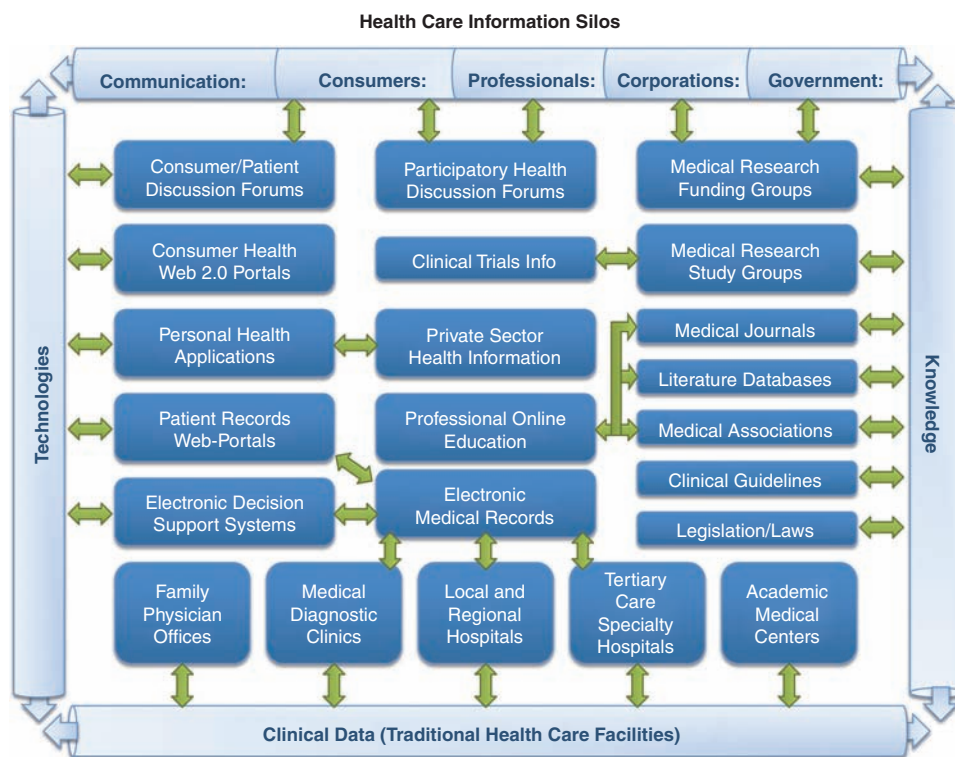 Health Care Information Silos
Communication: Consumers: Professionals: Corporations: Government:
Technologies
Consumer/Patient
Discussion Forums
Participatory Health
Discussion Forums
Medical Research
Funding Groups
Consumer Health
Web 2.0 Portals
Clinical Trials Info
Medical Research
Study Groups
Personal Health
Applications
Private Sector
Health Information
Medical Journals
Literature Databases
Patient Records
Web-Portals
Professional Online
Education
Medical Associations
Electronic Decision
Support Systems
Electronic
Medical Records
Clinical Guidelines
Legislation/Laws
Knowledge
Family
Physician
Offices
Medical
Diagnostic
Clinics
Local and
Regional
Hospitals
Tertiary
Care
Specialty
Hospitals
Academic
Medical
Centers
Clinical Data (Traditional Health Care Facilities)